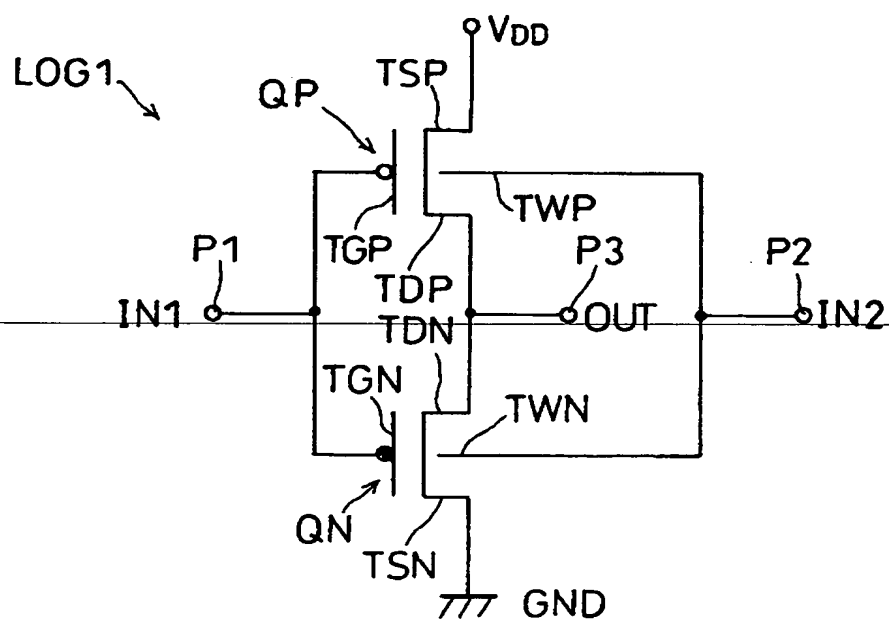 VDD
LOG1
TSP
QP
TWP
TGP
P1
P3
P2
TDP
IN1
OUT
IN2
TDN
TGN
TWN
QN
TSN
GND